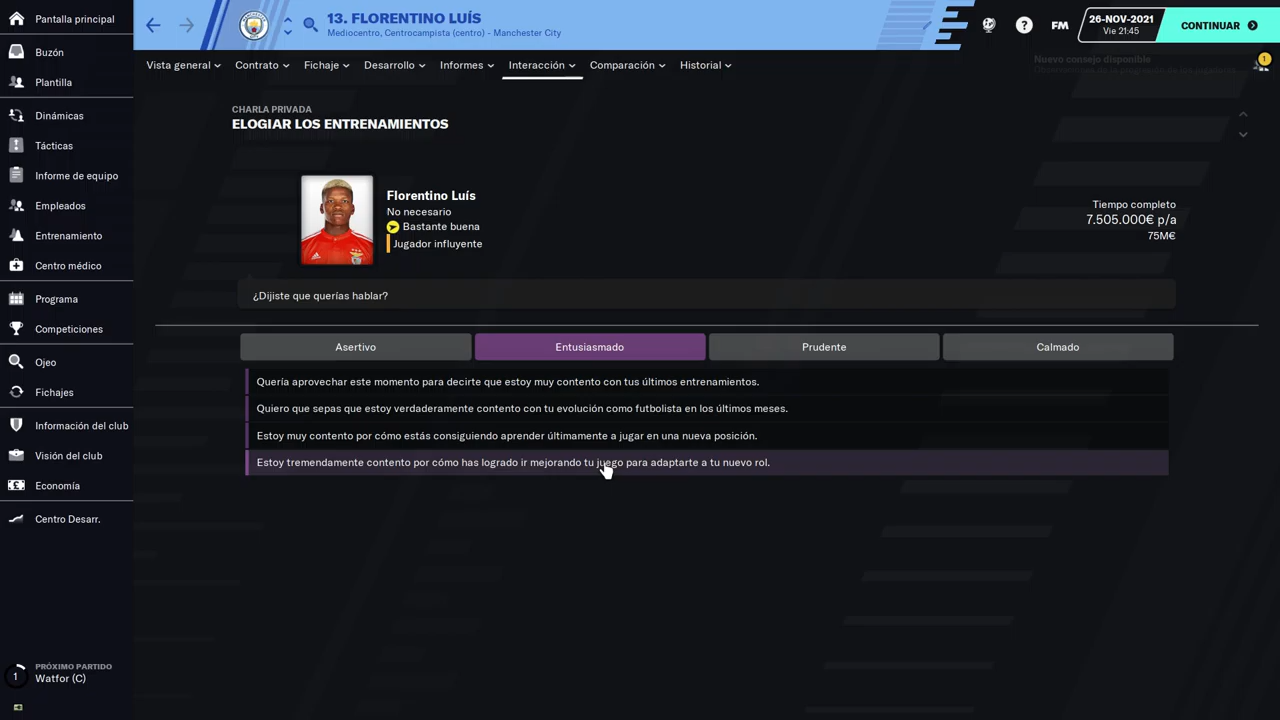 Pantalla principal
Buzón
Plantilla
Dinámicas
Tácticas
Informe de equipo
Empleados
Entrenamiento
Centro médico
Programa
Competiciones
Ojeo
Fichajes
Información del club
Visión del club
Economía
Centro Desarr.
PRÓXIMO PARTIDO
1
Watfor (C)
13. FLORENTINO LUÍS
Mediocentro, Centrocampista (centro) - Manchester City
FM
26-NOV-2021
Vie 21:45
CONTINUAR
Vista general
Contrato
Fichaje
Desarrollo
Informes
Interacción
Comparación
Historial
Nuevo consejo disponible
1
CHARLA PRIVADA
ELOGIAR LOS ENTRENAMIENTOS
Florentino Luís
No necesario
Bastante buena
Jugador influyente
Tiempo completo
7.505.000€ p/a
75M€
¿Dijiste que querías hablar?
Asertivo
Entusiasmado
Prudente
Calmado
Quería aprovechar este momento para decirte que estoy muy contento con tus últimos entrenamientos.
Quiero que sepas que estoy verdaderamente contento con tu evolución como futbolista en los últimos meses.
Estoy muy contento por cómo estás consiguiendo aprender últimamente a jugar en una nueva posición.
Estoy tremendamente contento por cómo has logrado ir mejorando tu juego para adaptarte a tu nuevo rol.